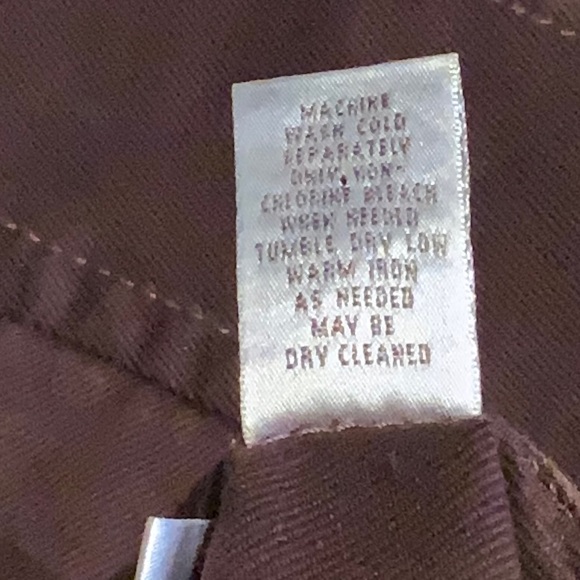 MACHINE
WASH COLD
SEPARATELY
ONLY NON-
CHLORINE BLEACH
WHEN NEEDED
TUMBLE DRY LOW
WARM IRON
AS NEEDED
MAY BE
DRY CLEANED